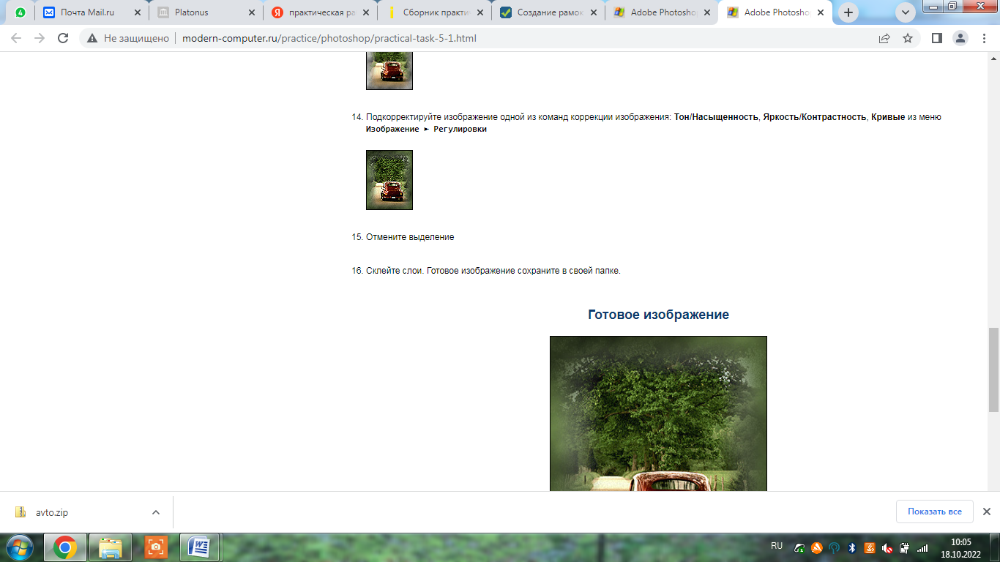 4
Почта Mail.ru
Platonus
Я
практическая ра
Сборник практи
Создание рамок
Adobe Photoshop
Adobe Photoshop
Не защищено
modern-computer.ru/practice/photoshop/practical-task-5-1.html
14. Подкорректируйте изображение одной из команд коррекции изображения: Тон/Насыщенность, Яркость/Контрастность, Кривые из меню
Изображение ► Регулировки
15. Отмените выделение
16. Склейте слои. Готовое изображение сохраните в своей папке.
Готовое изображение
avto.zip
Показать все
W
RU
10:05
18.10.2022